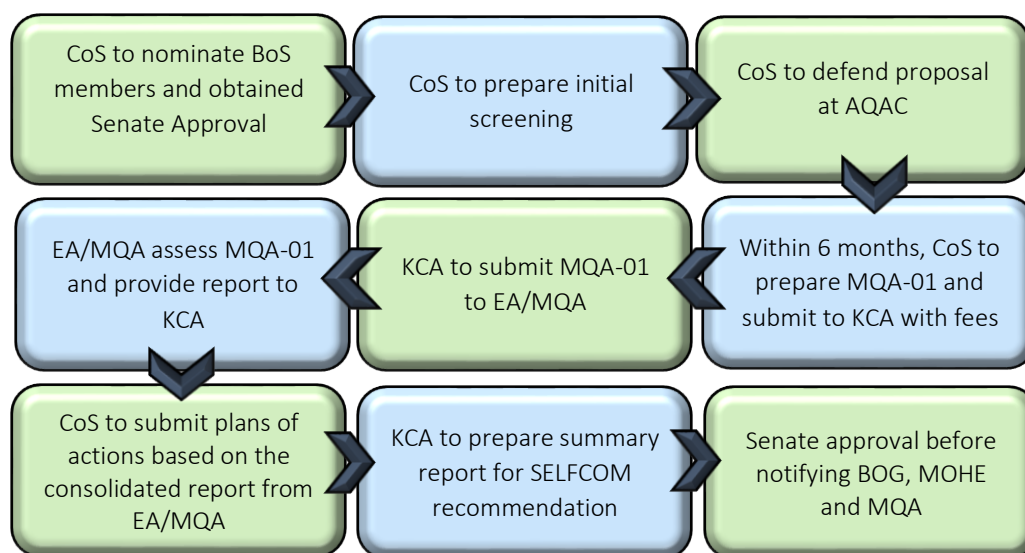 CoS to nominate BoS
members and obtained
Senate Approval
CoS to prepare initial
screening
CoS to defend proposal
at AQAC
Within 6 months, CoS to
prepare MQA-01 and
submit to KCA with fees
KCA to submit MQA-01
to EA/MQA
EA/MQA assess MQA-01
and provide report to
KCA
CoS to submit plans of
actions based on the
consolidated report from
EA/MQA
KCA to prepare summary
report for SELFCOM
recommendation
Senate approval before
notifying BOG, MOHE
and MQA